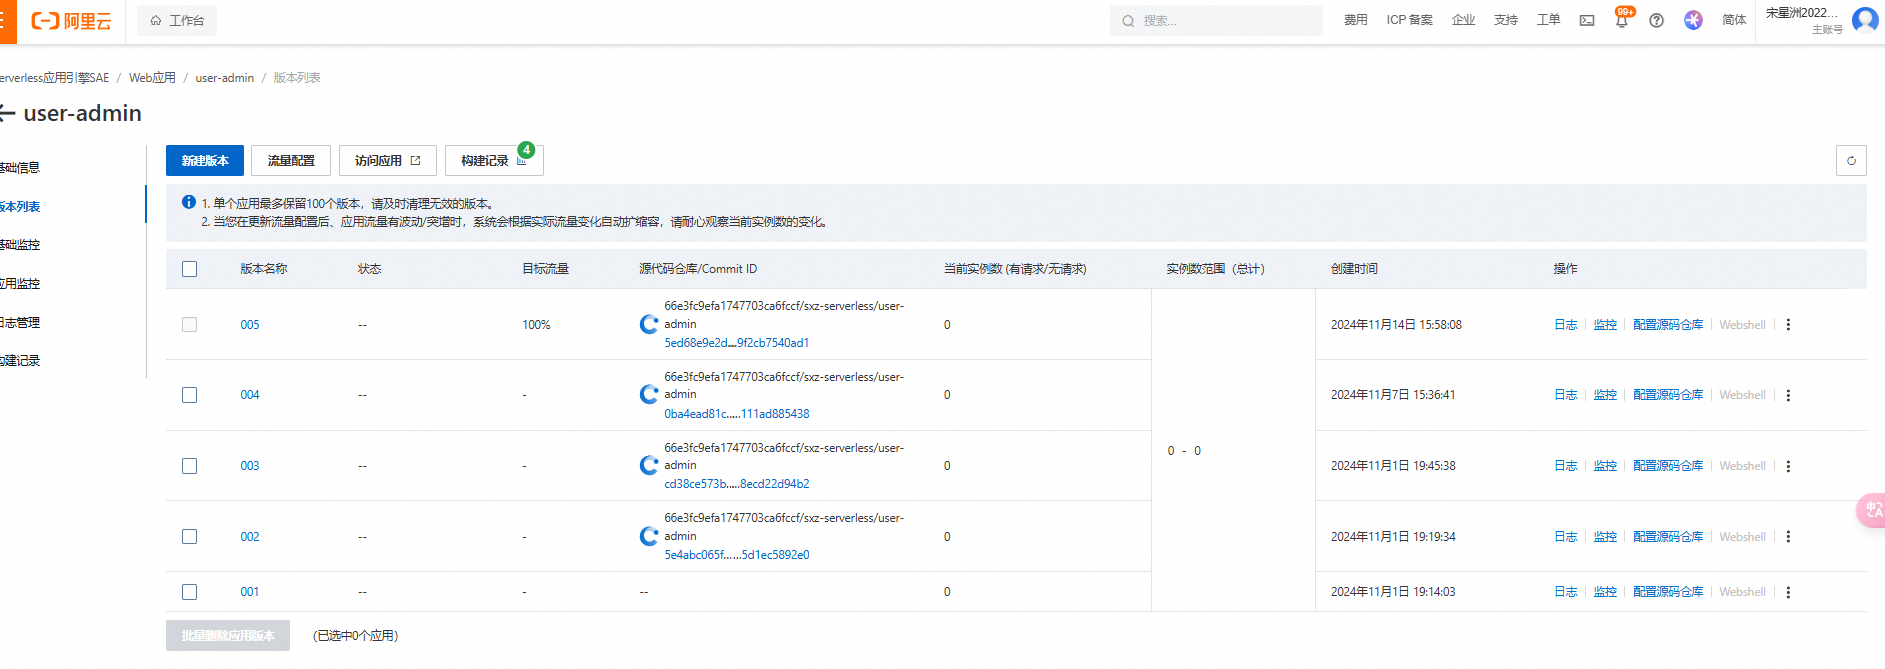 阿里云
工作台
搜索...
费用
ICP 备案
企业
支持
工单
99+
简体
宋星洲2022...
主账号
erverless应用引擎SAE / Web应用 / user-admin / 版本列表
user-admin
基础信息
版本列表
基础监控
应用监控
日志管理
构建记录
新建版本
流量配置
访问应用
构建记录
4
1. 单个应用最多保留100个版本，请及时清理无效的版本。
2. 当您在更新流量配置后、应用流量有波动/突增时，系统会根据实际流量变化自动扩缩容，请耐心观察当前实例数的变化。
版本名称 状态 目标流量 源代码仓库/Commit ID 当前实例数 (有请求/无请求) 实例数范围（总计） 创建时间 操作
66e3fc9efa1747703ca6fccf/sxz-serverless/user-
005 -- 100% admin 0 2024年11月14日 15:58:08 日志 监控 配置源码仓库 Webshell
5ed68e9e2d...9f2cb7540ad1
66e3fc9efa1747703ca6fccf/sxz-serverless/user-
004 -- - admin 0 2024年11月7日 15:36:41 日志 监控 配置源码仓库 Webshell
0ba4ead81c.....111ad885438
66e3fc9efa1747703ca6fccf/sxz-serverless/user-
0 - 0
003 -- - admin 0 2024年11月1日 19:45:38 日志 监控 配置源码仓库 Webshell
cd38ce573b.....8ecd22d94b2
66e3fc9efa1747703ca6fccf/sxz-serverless/user-
002 -- - admin 0 2024年11月1日 19:19:34 日志 监控 配置源码仓库 Webshell
5e4abc065f......5d1ec5892e0
001 -- - -- 0 2024年11月1日 19:14:03 日志 监控 配置源码仓库 Webshell
批量删除应用版本
(已选中0个应用)